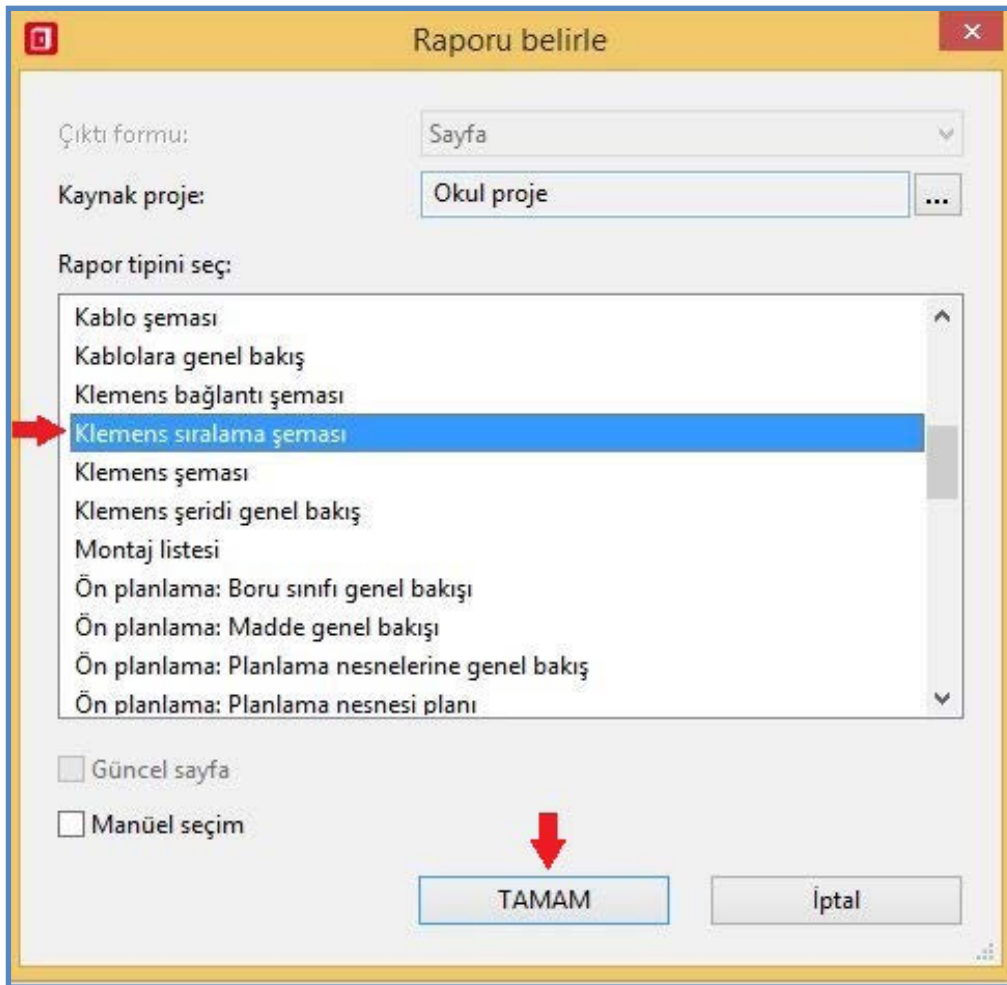 Raporu belirle
Çıktı formu: Sayfa
Kaynak proje: Okul proje ...
Rapor tipini seç:
Kablo şeması
Kablolara genel bakış
Klemens bağlantı şeması
Klemens sıralama şeması
Klemens şeması
Klemens şeridi genel bakış
Montaj listesi
Ön planlama: Boru sınıfı genel bakışı
Ön planlama: Madde genel bakışı
Ön planlama: Planlama nesnelerine genel bakış
Ön planlama: Planlama nesnesi planı
Güncel sayfa
Manüel seçim
TAMAM İptal